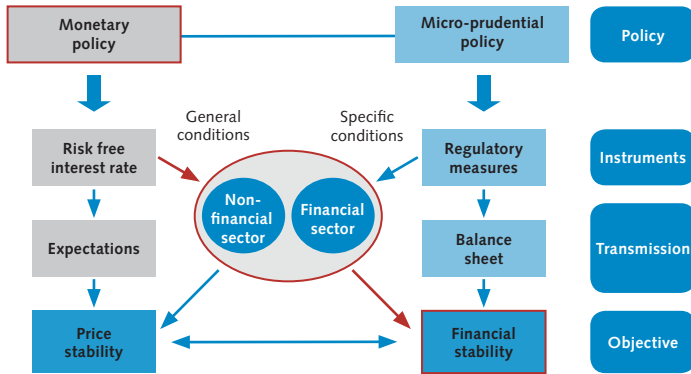 Monetary
policy
Micro-prudential
policy
Policy
General
conditions
Specific
conditions
Risk free
interest rate
Regulatory
measures
Instruments
Non-
financial
sector
Financial
sector
Expectations
Balance
sheet
Transmission
Price
stability
Financial
stability
Objective